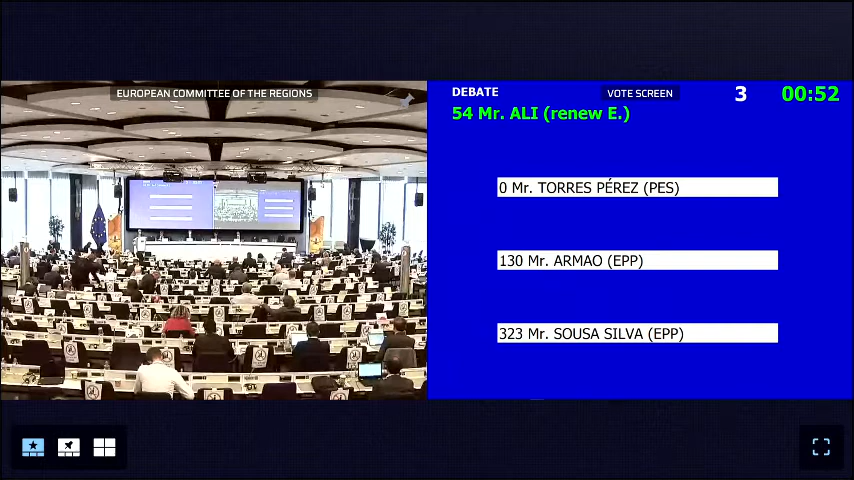 EUROPEAN COMMITTEE OF THE REGIONS
DEBATE
VOTE SCREEN
3
00:52
54 Mr. ALI (renew E.)
0 Mr. TORRES PÉREZ (PES)
130 Mr. ARMAO (EPP)
323 Mr. SOUSA SILVA (EPP)